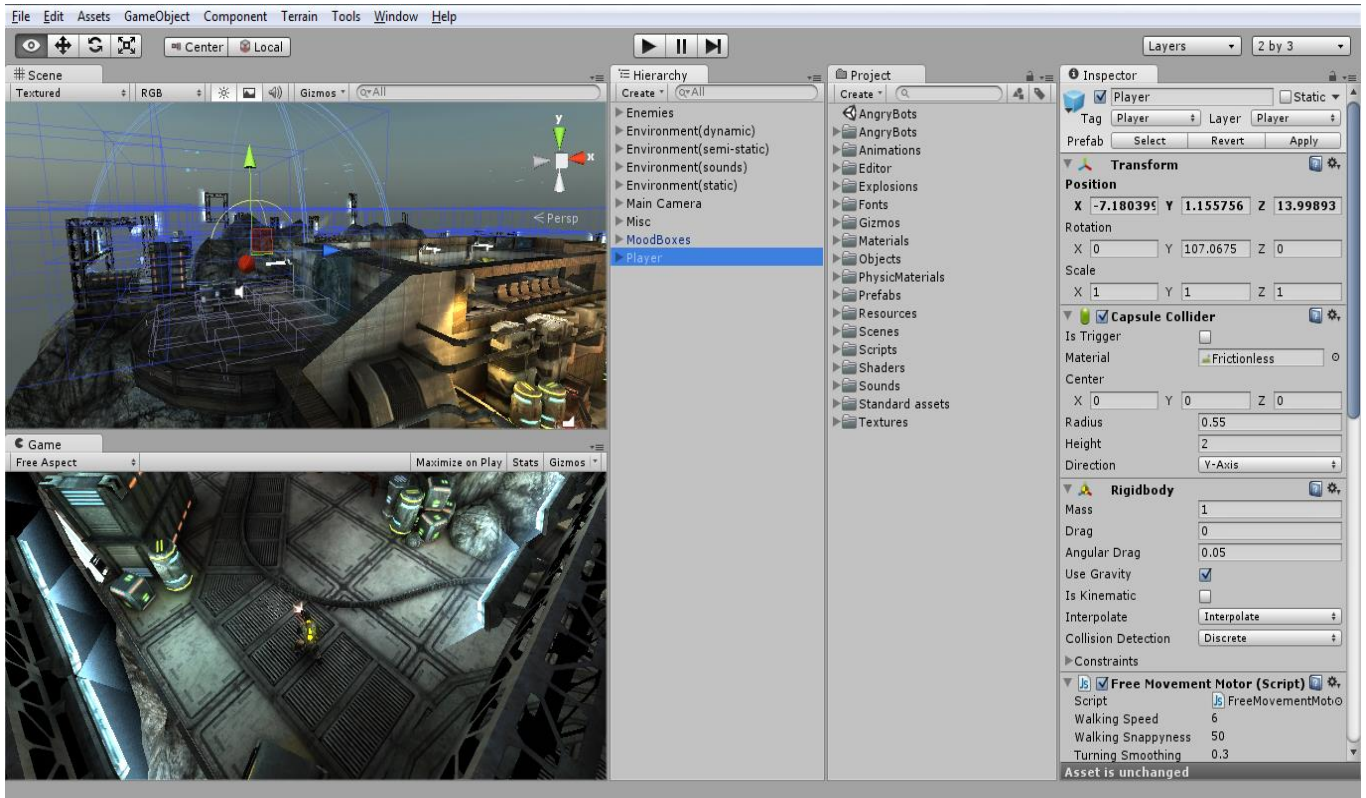 File Edit Assets GameObject Component Terrain Tools Window Help
Center Local
Layers 2 by 3
Scene
Textured RGB Gizmos All
y
x
Persp
Game
Free Aspect Maximize on Play Stats Gizmos
Hierarchy
Create All
Enemies
Environment(dynamic)
Environment(semi-static)
Environment(sounds)
Environment(static)
Main Camera
Misc
MoodBoxes
Player
Project
Create
AngryBots
AngryBots
Animations
Editor
Explosions
Fonts
Gizmos
Materials
Objects
PhysicMaterials
Prefabs
Resources
Scenes
Scripts
Shaders
Sounds
Standard assets
Textures
Inspector
Player Static
Tag Player Layer Player
Prefab Select Revert Apply
Transform
Position
X -7.180399 Y 1.155756 Z 13.99893
Rotation
X 0 Y 107.0675 Z 0
Scale
X 1 Y 1 Z 1
Capsule Collider
Is Trigger
Material Frictionless
Center
X 0 Y 0 Z 0
Radius 0.55
Height 2
Direction Y-Axis
Rigidbody
Mass 1
Drag 0
Angular Drag 0.05
Use Gravity
Is Kinematic
Interpolate Interpolate
Collision Detection Discrete
Constraints
Js Free Movement Motor (Script)
Script Js FreeMovementMot
Walking Speed 6
Walking Snappyness 50
Turning Smoothing 0.3
Asset is unchanged